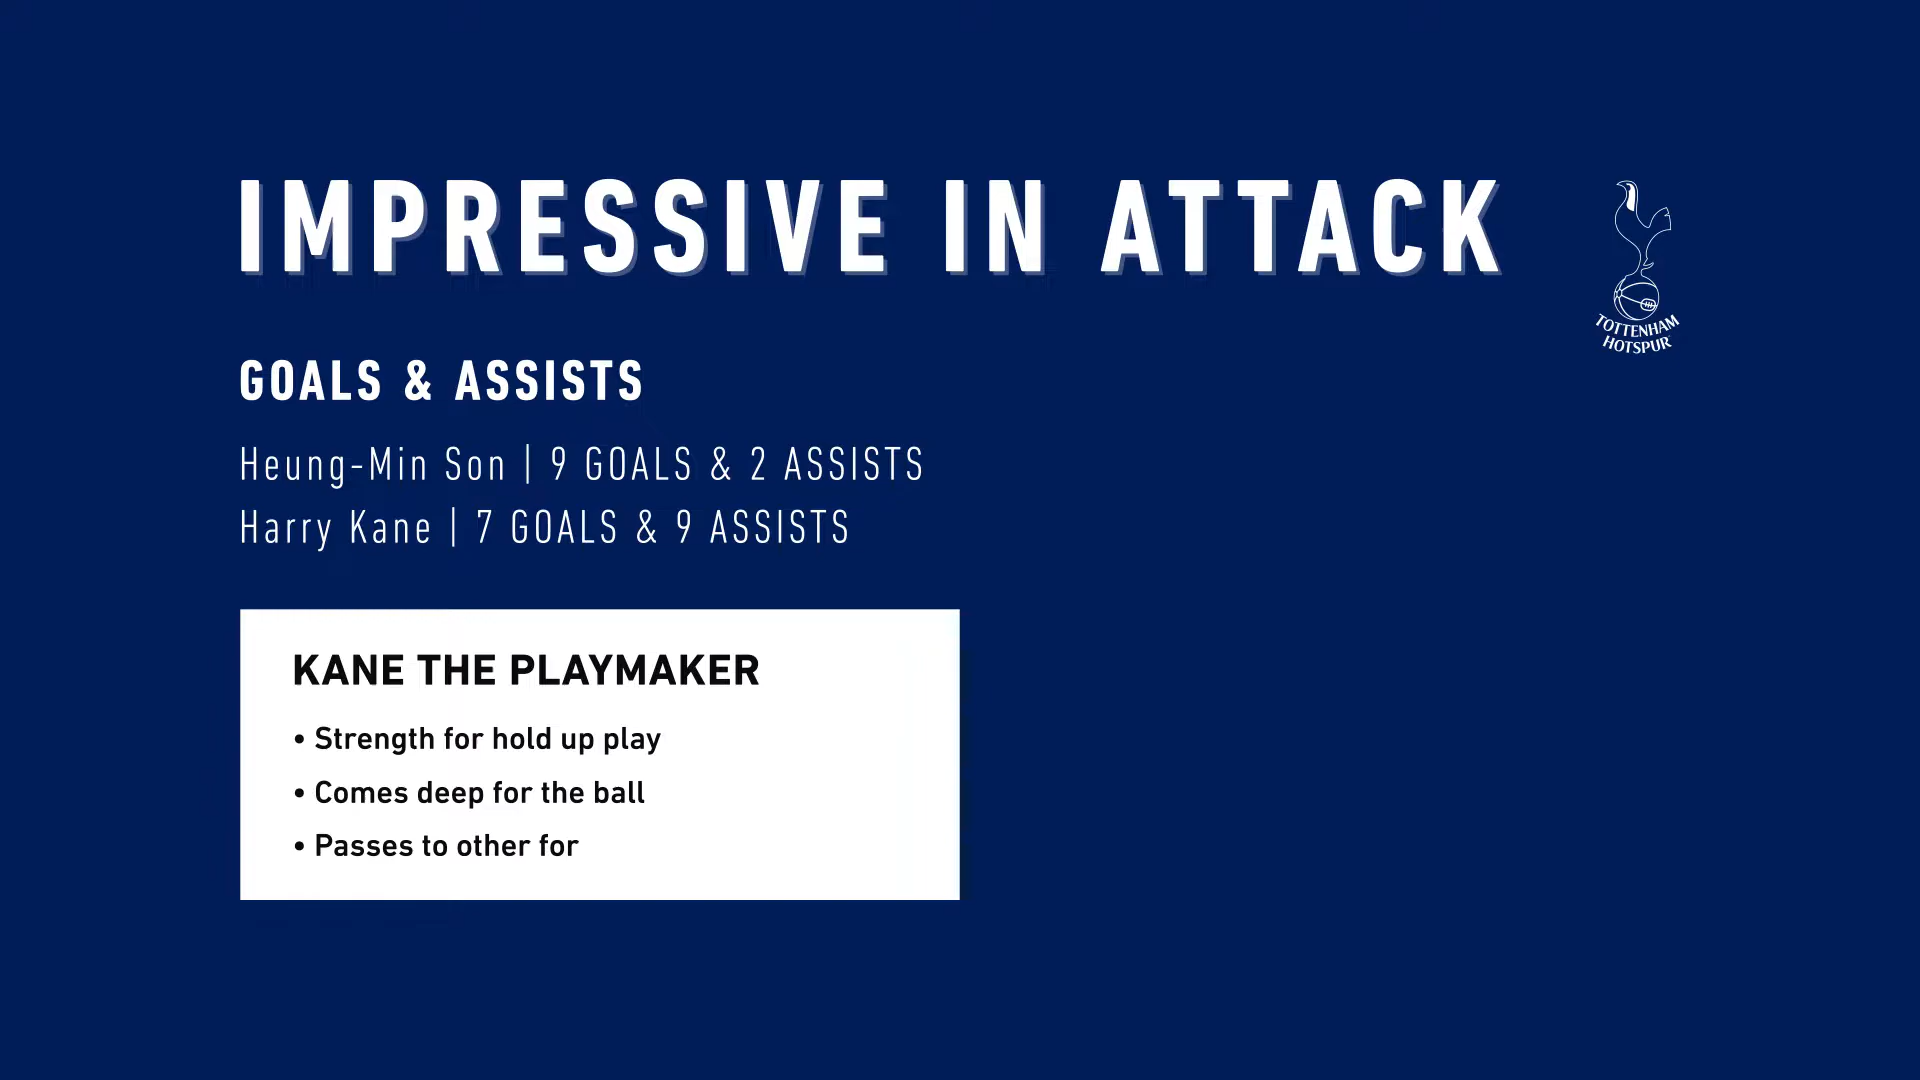 IMPRESSIVE IN ATTACK
TOTTENHAM
HOTSPUR
GOALS & ASSISTS
Heung-Min Son | 9 GOALS & 2 ASSISTS
Harry Kane | 7 GOALS & 9 ASSISTS
KANE THE PLAYMAKER
• Strength for hold up play
• Comes deep for the ball
• Passes to other for